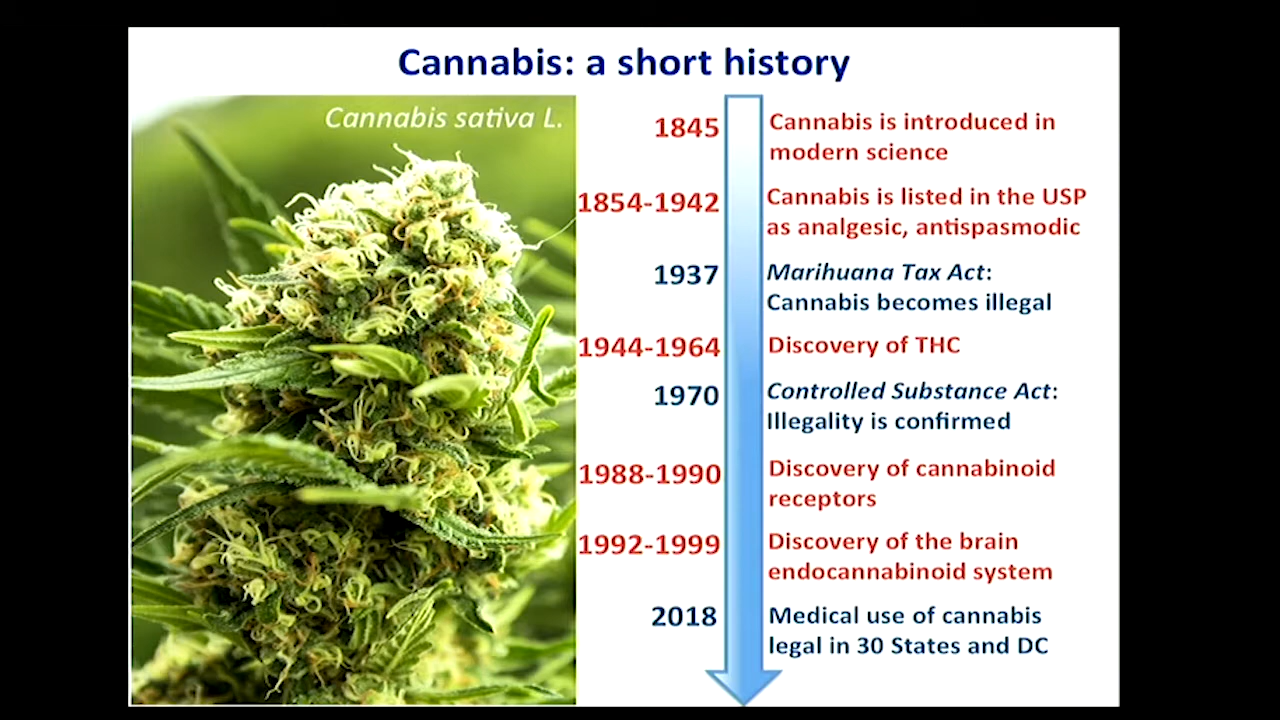 Cannabis: a short history
Cannabis sativa L.
1845
Cannabis is introduced in
modern science
1854-1942
Cannabis is listed in the USP
as analgesic, antispasmodic
1937
Marihuana Tax Act:
Cannabis becomes illegal
1944-1964
Discovery of THC
1970
Controlled Substance Act:
Illegality is confirmed
1988-1990
Discovery of cannabinoid
receptors
1992-1999
Discovery of the brain
endocannabinoid system
2018
Medical use of cannabis
legal in 30 States and DC